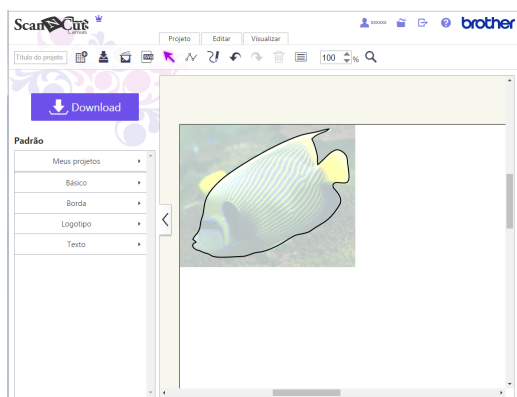 ScanNCut
Canvas
xxxxx
brother
Projeto Editar Visualizar
Título do projeto
SVG
100 %
Download
Padrão
Meus projetos
Básico
Borda
Logotipo
Texto